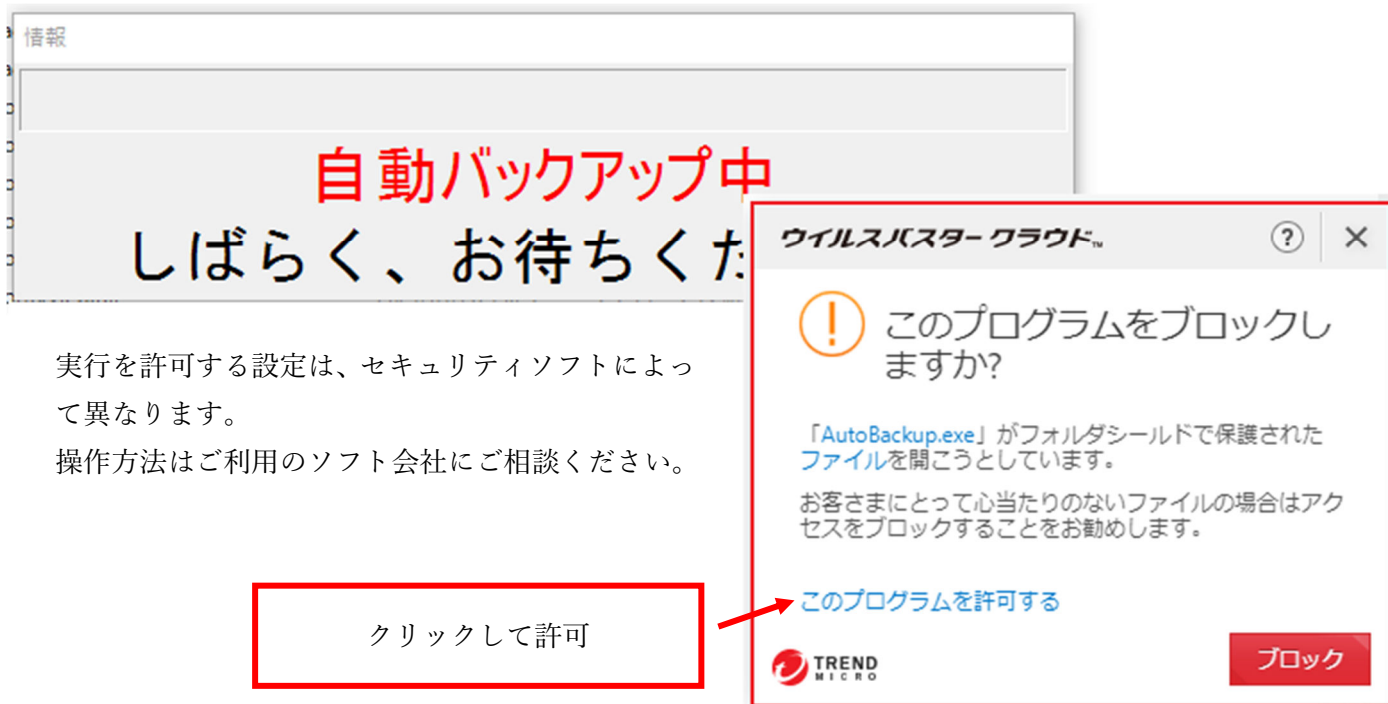 情報
自動バックアップ中
しばらく、お待ちくだ
実行を許可する設定は、セキュリティソフトによっ
て異なります。
操作方法はご利用のソフト会社にご相談ください。
クリックして許可
ウイルスバスター クラウド™
?
×
!
このプログラムをブロックし
ますか?
「AutoBackup.exe」がフォルダシールドで保護された
ファイルを開こうとしています。
お客さまにとって心当たりのないファイルの場合はアク
セスをブロックすることをお勧めします。
このプログラムを許可する
TREND
MICRO
ブロック